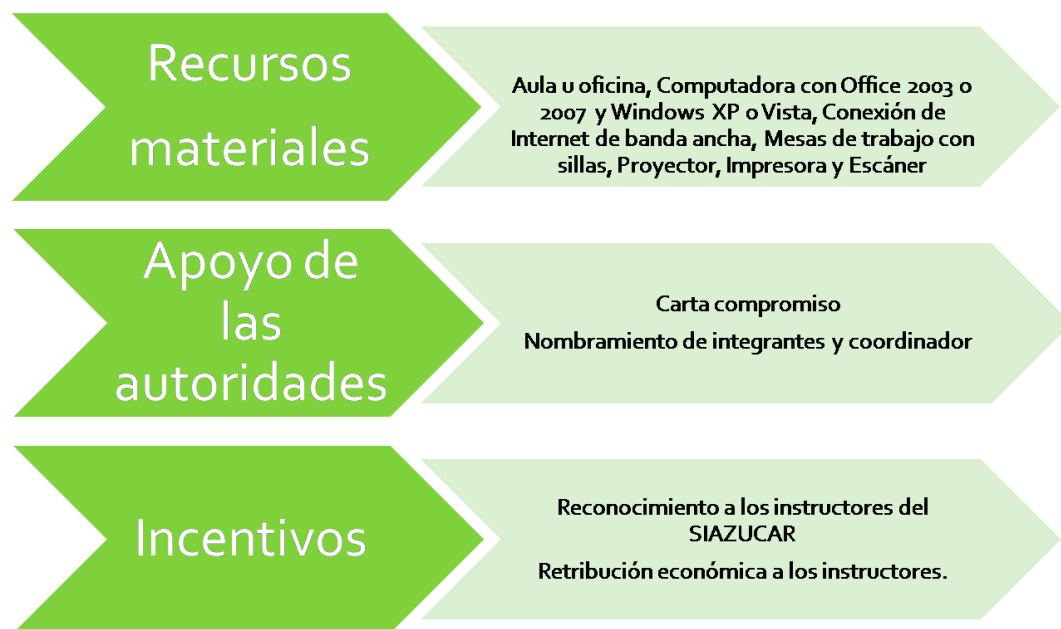 Recursos
materiales
Aula u oficina, Computadora con Office 2003 o
2007 y Windows XP o Vista, Conexión de
Internet de banda ancha, Mesas de trabajo con
sillas, Proyector, Impresora y Escáner
Apoyo de
las
autoridades
Carta compromiso
Nombramiento de integrantes y coordinador
Incentivos
Reconocimiento a los instructores del
SIAZUCAR
Retribución económica a los instructores.